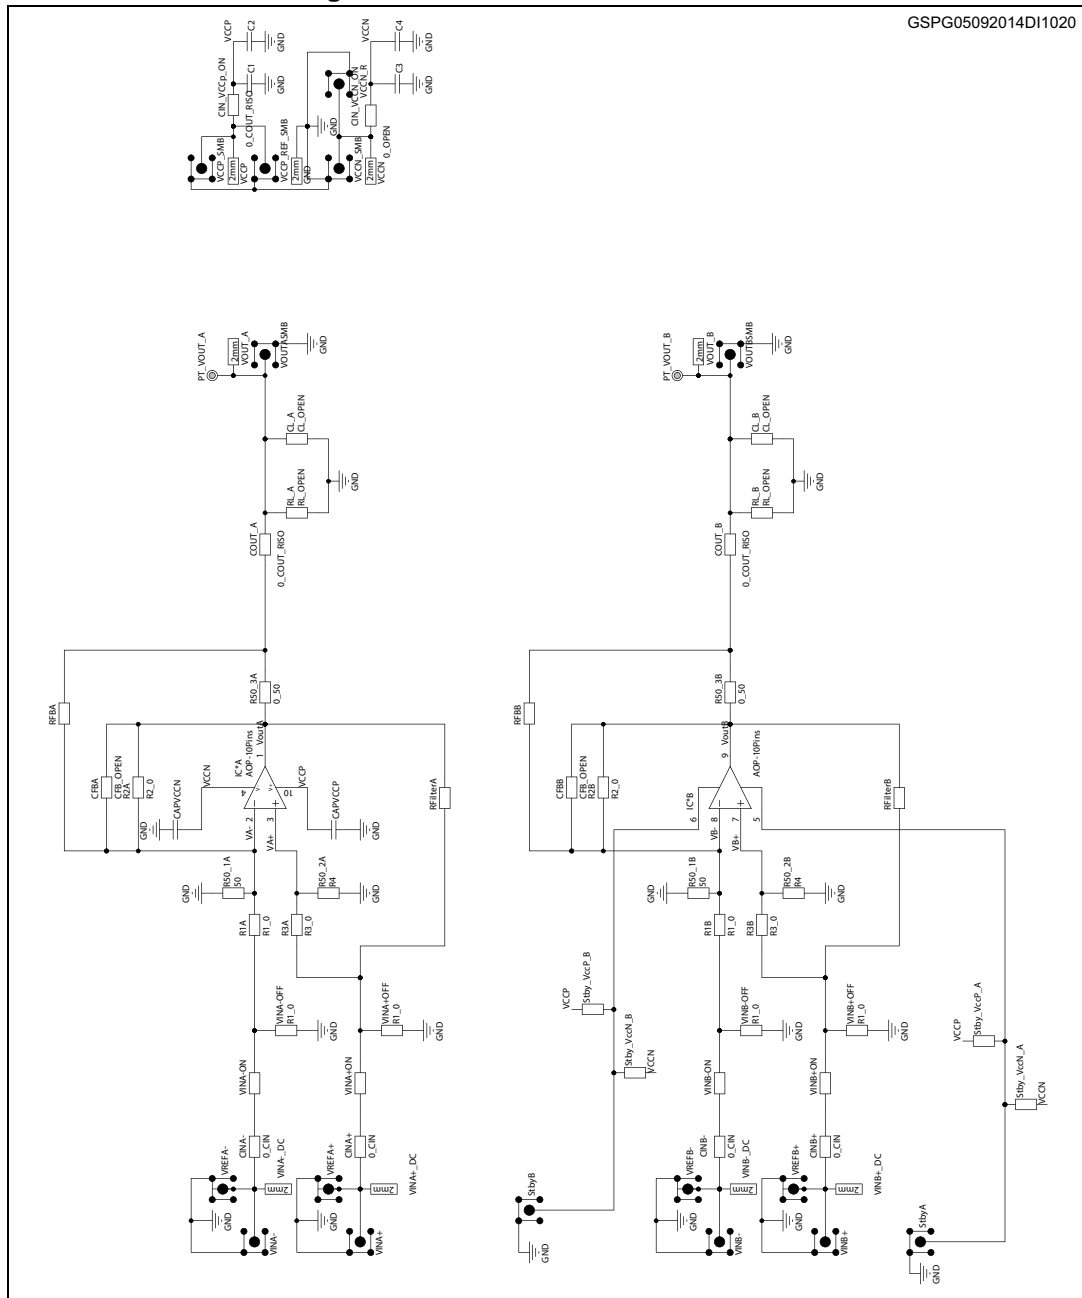 GSPG05092014DI1020
VCCP
C2
GND
CIN_VCCp_ON
C1
GND
0_COUT_RISO
VCCP_SMB
2mm
VCCP
VCCP_REF_SMB
2mm
GND
GND
VCCN
C4
GND
VCCN_R
C3
GND
CIN_VCCN_ON
0_OPEN
VCCN_SMB
2mm
VCCN
PT_VOUT_A
2mm
VOUT_A
VOUTASMB
GND
CL_A
CL_OPEN
RL_A
RL_OPEN
GND
COUT_A
0_COUT_RISO
RFBA
R50_3A
0_50
CFBA
CFB_OPEN
R2A
R2_0
IC*A
AOP-10Pins
VoutA
1
VCCN
CAPVCCN
GND
4
V-
V+
10
VCCP
CAPVCCP
GND
VA-
2
VA+
3
RFilterA
GND
R50_1A
50
R50_2A
R4
GND
R1A
R1_0
R3A
R3_0
VINA-OFF
R1_0
GND
VINA+OFF
R1_0
GND
VINA-ON
VINA+ON
CINA-
0_CIN
CINA+
0_CIN
VREFA-
VINA-_DC
2mm
GND
VINA-
VREFA+
VINA+_DC
2mm
GND
VINA+
PT_VOUT_B
2mm
VOUT_B
VOUTBSMB
GND
CL_B
CL_OPEN
RL_B
RL_OPEN
GND
COUT_B
0_COUT_RISO
RFBB
R50_3B
0_50
CFBB
CFB_OPEN
R2B
R2_0
VoutB
9
AOP-10Pins
IC*B
6
VB-
8
VB+
7
5
RFilterB
GND
R50_1B
50
R50_2B
R4
GND
R1B
R1_0
R3B
R3_0
VCCP
Stby_VccP_B
Stby_VccN_B
VCCN
VINB-OFF
R1_0
GND
VINB+OFF
R1_0
GND
VCCP
Stby_VccP_A
Stby_VccN_A
VCCN
VINB-ON
VINB+ON
CINB-
0_CIN
CINB+
0_CIN
StbyB
GND
VREFB-
VINB-_DC
2mm
GND
VINB-
VREFB+
VINB+_DC
2mm
GND
VINB+
StbyA
GND